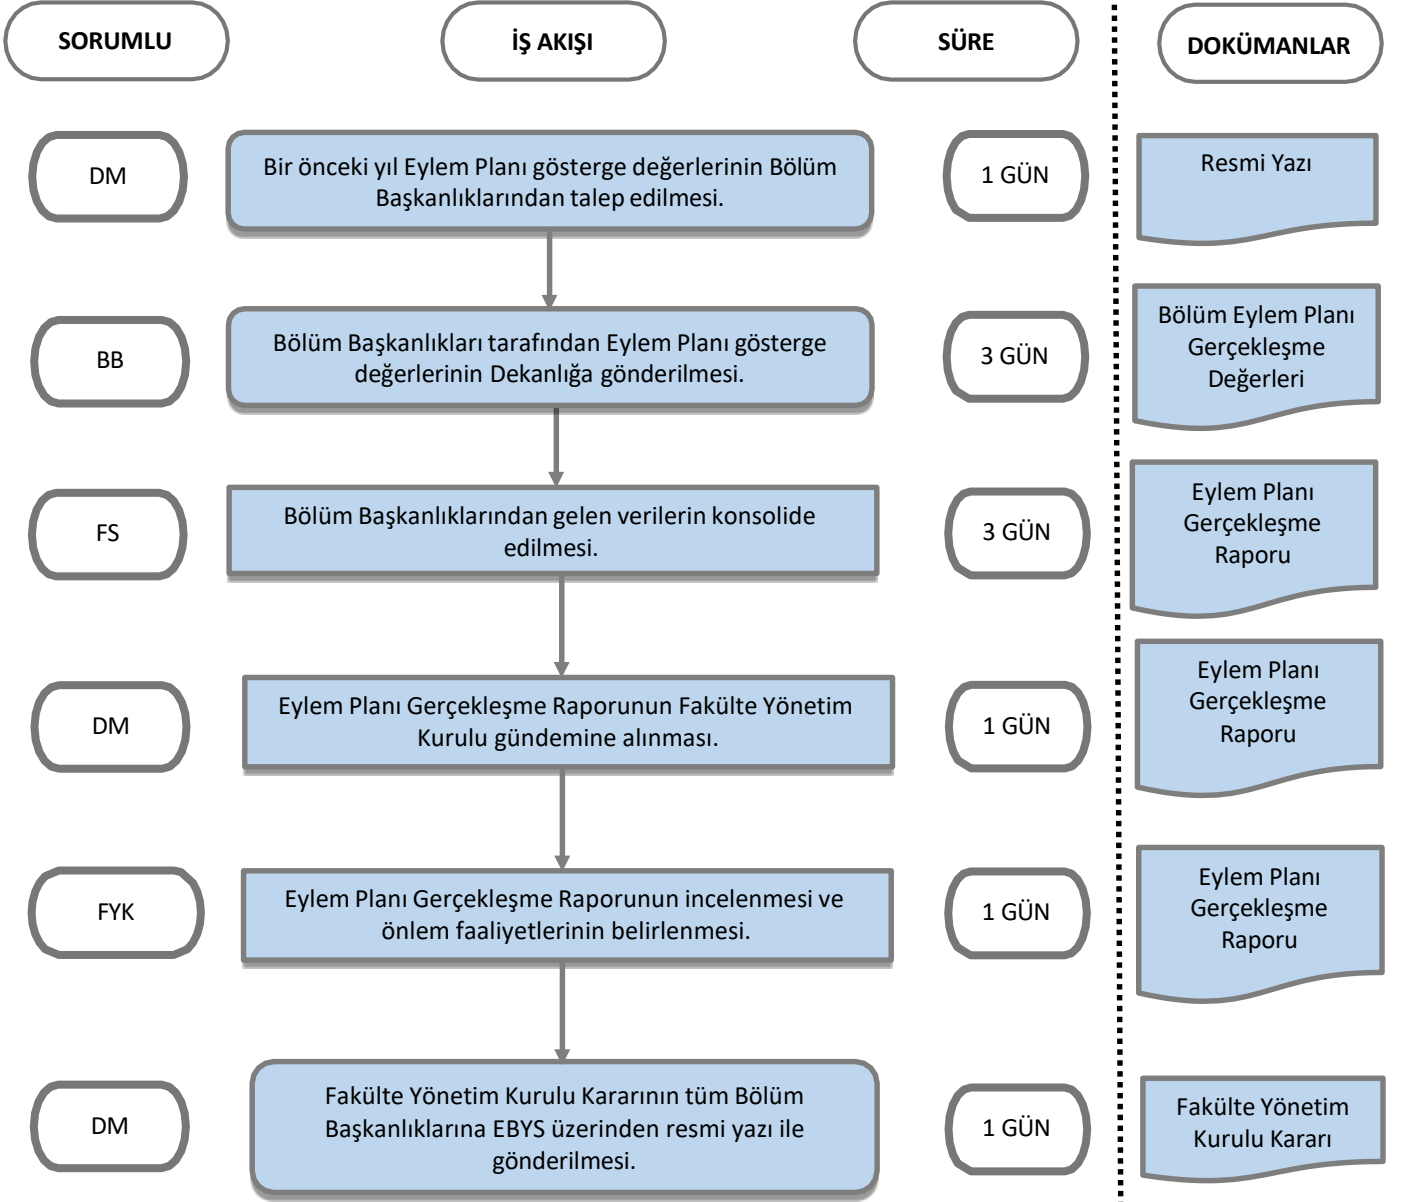 SORUMLU
İŞ AKIŞI
SÜRE
DOKÜMANLAR
DM
Bir önceki yıl Eylem Planı gösterge değerlerinin Bölüm
Başkanlıklarından talep edilmesi.
1 GÜN
Resmi Yazı
BB
Bölüm Başkanlıkları tarafından Eylem Planı gösterge
değerlerinin Dekanlığa gönderilmesi.
3 GÜN
Bölüm Eylem Planı
Gerçekleşme
Değerleri
FS
Bölüm Başkanlıklarından gelen verilerin konsolide
edilmesi.
3 GÜN
Eylem Planı
Gerçekleşme
Raporu
DM
Eylem Planı Gerçekleşme Raporunun Fakülte Yönetim
Kurulu gündemine alınması.
1 GÜN
Eylem Planı
Gerçekleşme
Raporu
FYK
Eylem Planı Gerçekleşme Raporunun incelenmesi ve
önlem faaliyetlerinin belirlenmesi.
1 GÜN
Eylem Planı
Gerçekleşme
Raporu
DM
Fakülte Yönetim Kurulu Kararının tüm Bölüm
Başkanlıklarına EBYS üzerinden resmi yazı ile
gönderilmesi.
1 GÜN
Fakülte Yönetim
Kurulu Kararı